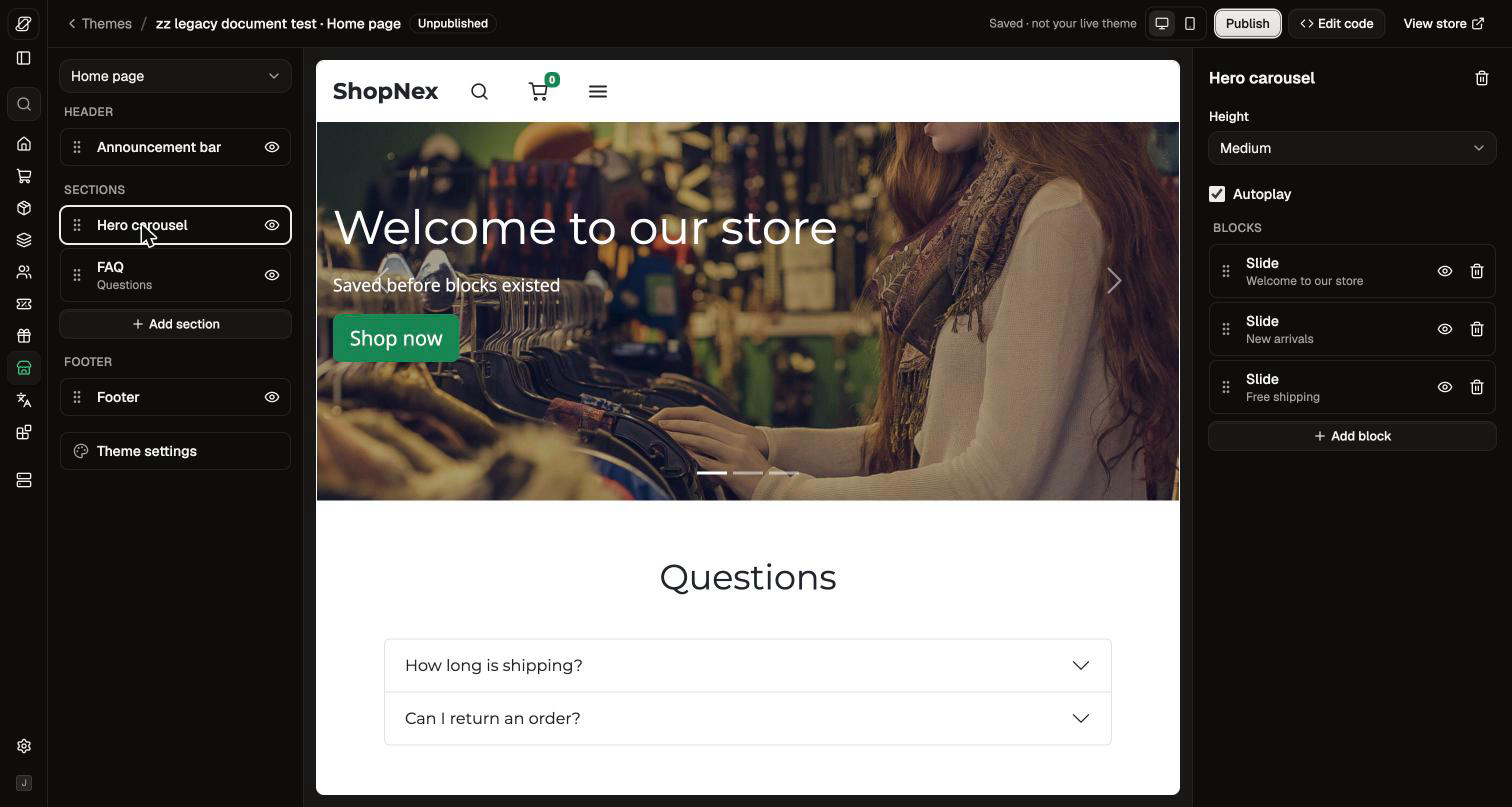 Themes / zz legacy document test · Home page Unpublished
Saved · not your live theme Publish Edit code View store
Home page
HEADER
Announcement bar
SECTIONS
Hero carousel
FAQ
Questions
+ Add section
FOOTER
Footer
Theme settings
J
ShopNex 0
Welcome to our store
Saved before blocks existed
Shop now
Questions
How long is shipping?
Can I return an order?
Hero carousel
Height
Medium
Autoplay
BLOCKS
Slide
Welcome to our store
Slide
New arrivals
Slide
Free shipping
+ Add block